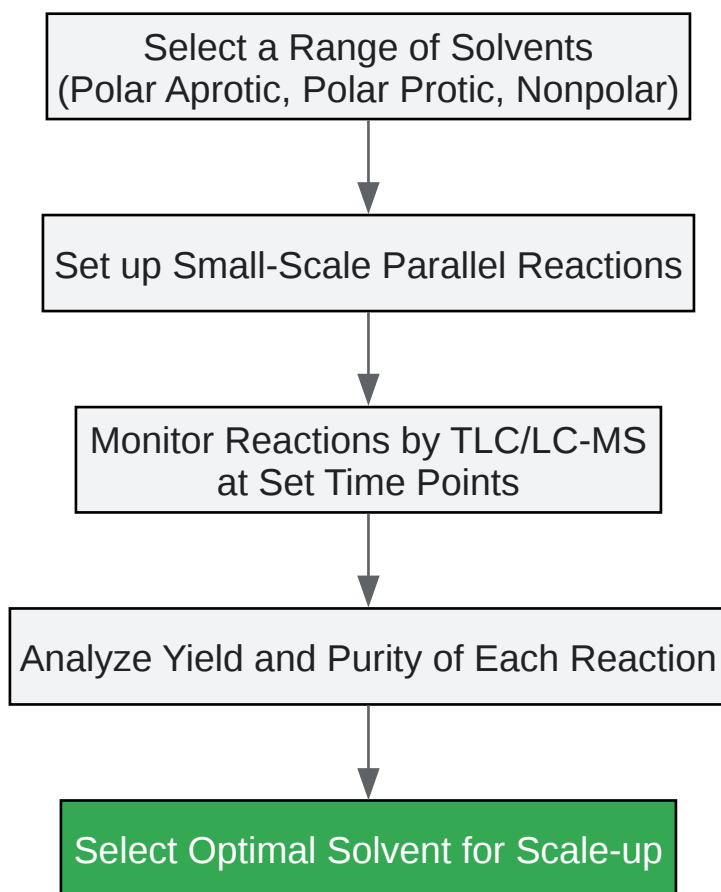 Select a Range of Solvents
(Polar Aprotic, Polar Protic, Nonpolar)
Set up Small-Scale Parallel Reactions
Monitor Reactions by TLC/LC-MS
at Set Time Points
Analyze Yield and Purity of Each Reaction
Select Optimal Solvent for Scale-up